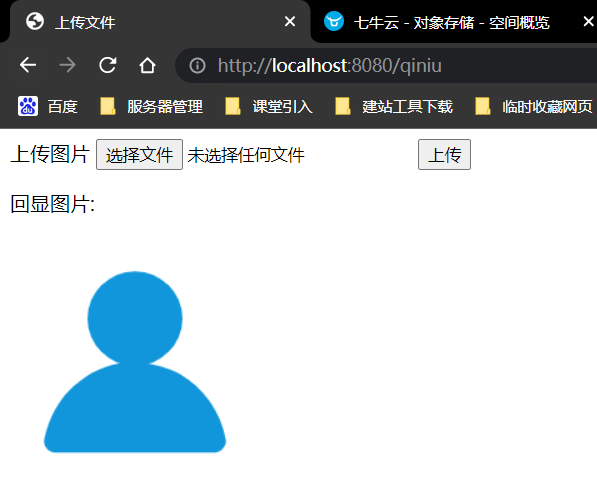 上传文件 七牛云 - 对象存储 - 空间概览
http://localhost:8080/qiniu
百度 服务器管理 课堂引入 建站工具下载 临时收藏网页
上传图片 选择文件 未选择任何文件 上传
回显图片: